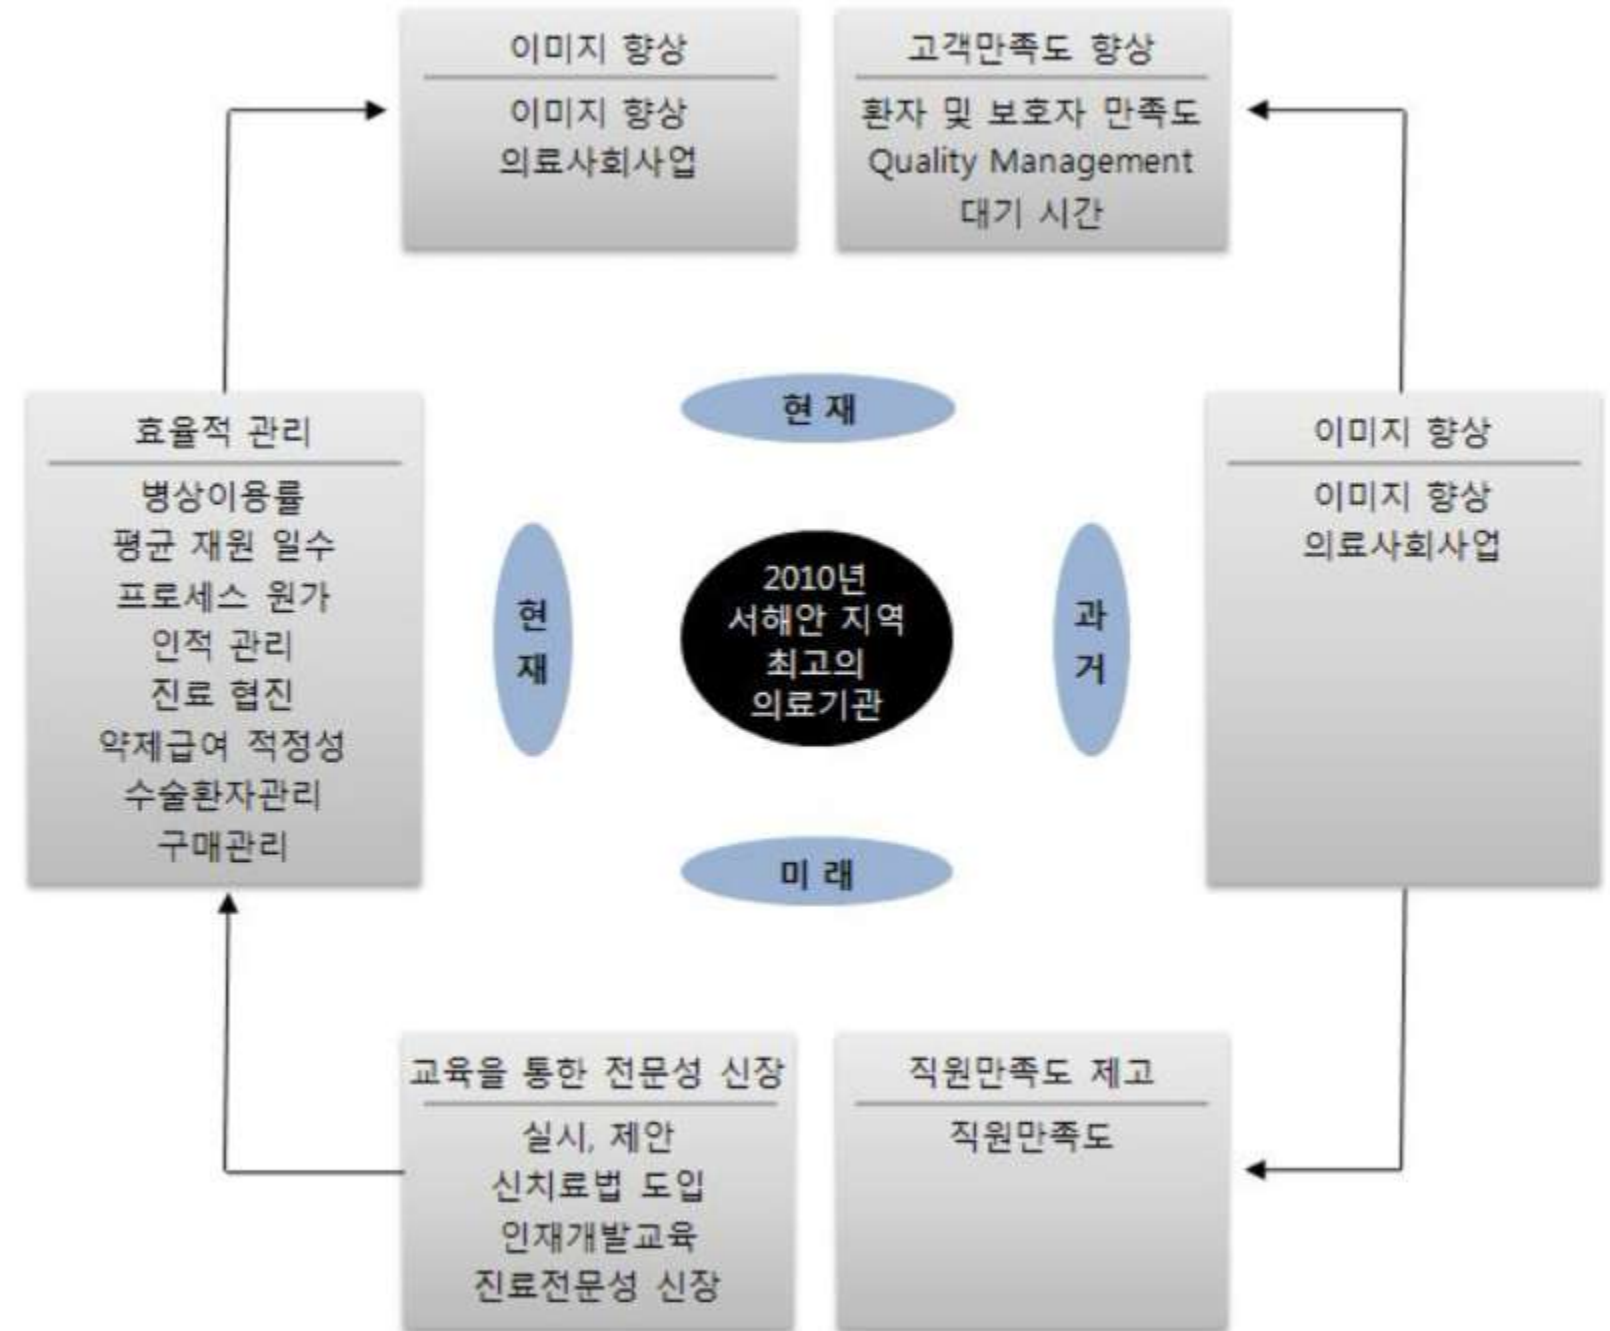 이미지 향상
이미지 향상
의료사회사업
고객만족도 향상
환자 및 보호자 만족도
Quality Management
대기 시간
현 재
효율적 관리
병상이용률
평균 재원 일수
프로세스 원가
인적 관리
진료 협진
약제급여 적정성
수술환자관리
구매관리
현
재
2010년
서해안 지역
최고의
의료기관
과
거
이미지 향상
이미지 향상
의료사회사업
미 래
교육을 통한 전문성 신장
실시, 제안
신치료법 도입
인재개발교육
진료전문성 신장
직원만족도 제고
직원만족도